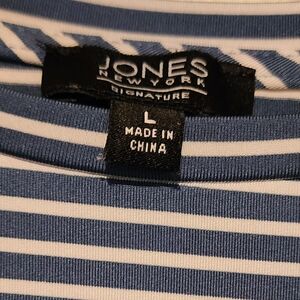 JONES
NEW YORK
SIGNATURE
L
MADE IN
CHINA